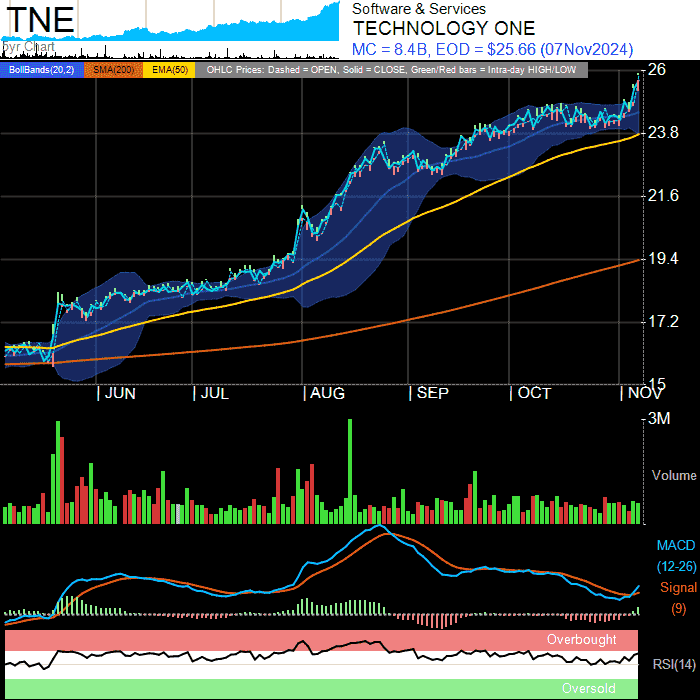 TNE
Software & Services
TECHNOLOGY ONE
5yr Chart
MC = 8.4B, EOD = $25.66 (07Nov2024)
BollBands(20,2) SMA(200) EMA(50) OHLC Prices: Dashed = OPEN, Solid = CLOSE, Green/Red bars = Intra-day HIGH/LOW
26
23.8
21.6
19.4
17.2
15
JUN JUL AUG SEP OCT NOV
3M
Volume
MACD
(12-26)
Signal
(9)
Overbought
RSI(14)
Oversold